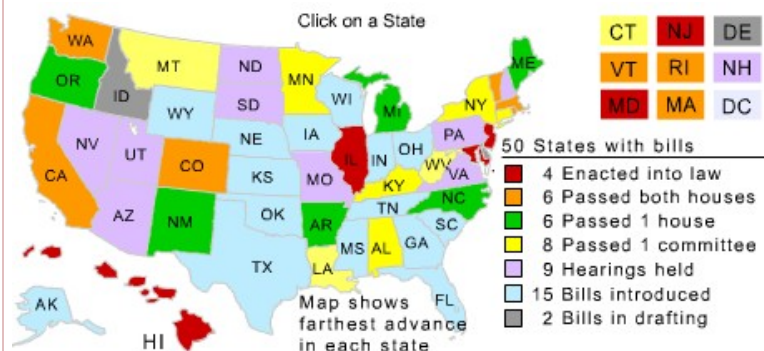 Click on a State
WA
MT
ND
MN
OR
ID
SD
WI
MI
ME
NY
WY
NE
IA
NV
UT
CO
KS
MO
IL
IN
OH
PA
WV
VA
KY
CA
AZ
NM
OK
AR
TN
NC
SC
TX
LA
MS
AL
GA
FL
AK
HI
CT
NJ
DE
VT
RI
NH
MD
MA
DC
50 States with bills
4 Enacted into law
6 Passed both houses
6 Passed 1 house
8 Passed 1 committee
9 Hearings held
15 Bills introduced
2 Bills in drafting
Map shows
farthest advance
in each state